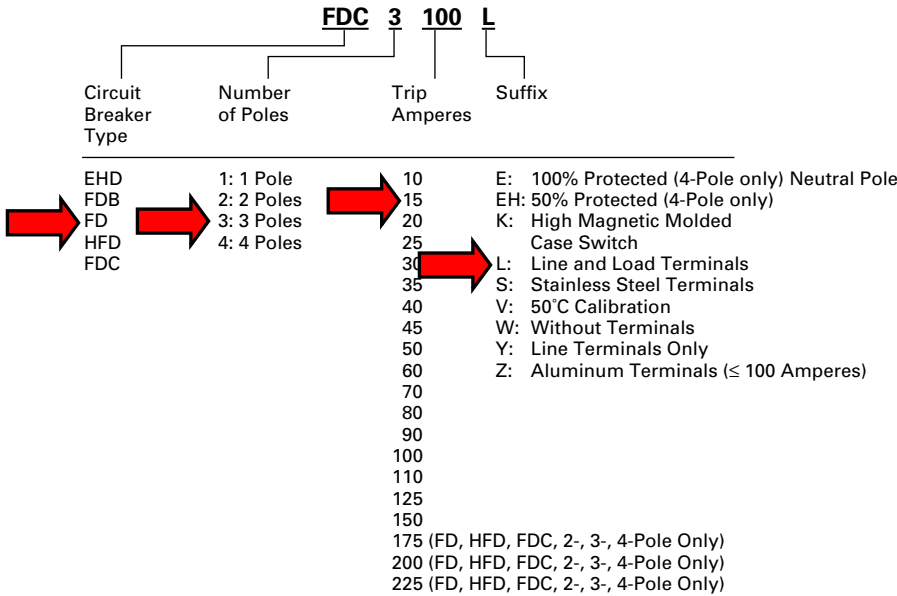 FDC 3 100 L
Circuit Breaker Type
Number of Poles
Trip Amperes
Suffix
EHD
FDB
FD
HFD
FDC
1: 1 Pole
2: 2 Poles
3: 3 Poles
4: 4 Poles
10
15
20
25
30
35
40
45
50
60
70
80
90
100
110
125
150
175 (FD, HFD, FDC, 2-, 3-, 4-Pole Only)
200 (FD, HFD, FDC, 2-, 3-, 4-Pole Only)
225 (FD, HFD, FDC, 2-, 3-, 4-Pole Only)
E: 100% Protected (4-Pole only) Neutral Pole
EH: 50% Protected (4-Pole only)
K: High Magnetic Molded
Case Switch
L: Line and Load Terminals
S: Stainless Steel Terminals
V: 50˚C Calibration
W: Without Terminals
Y: Line Terminals Only
Z: Aluminum Terminals (≤ 100 Amperes)